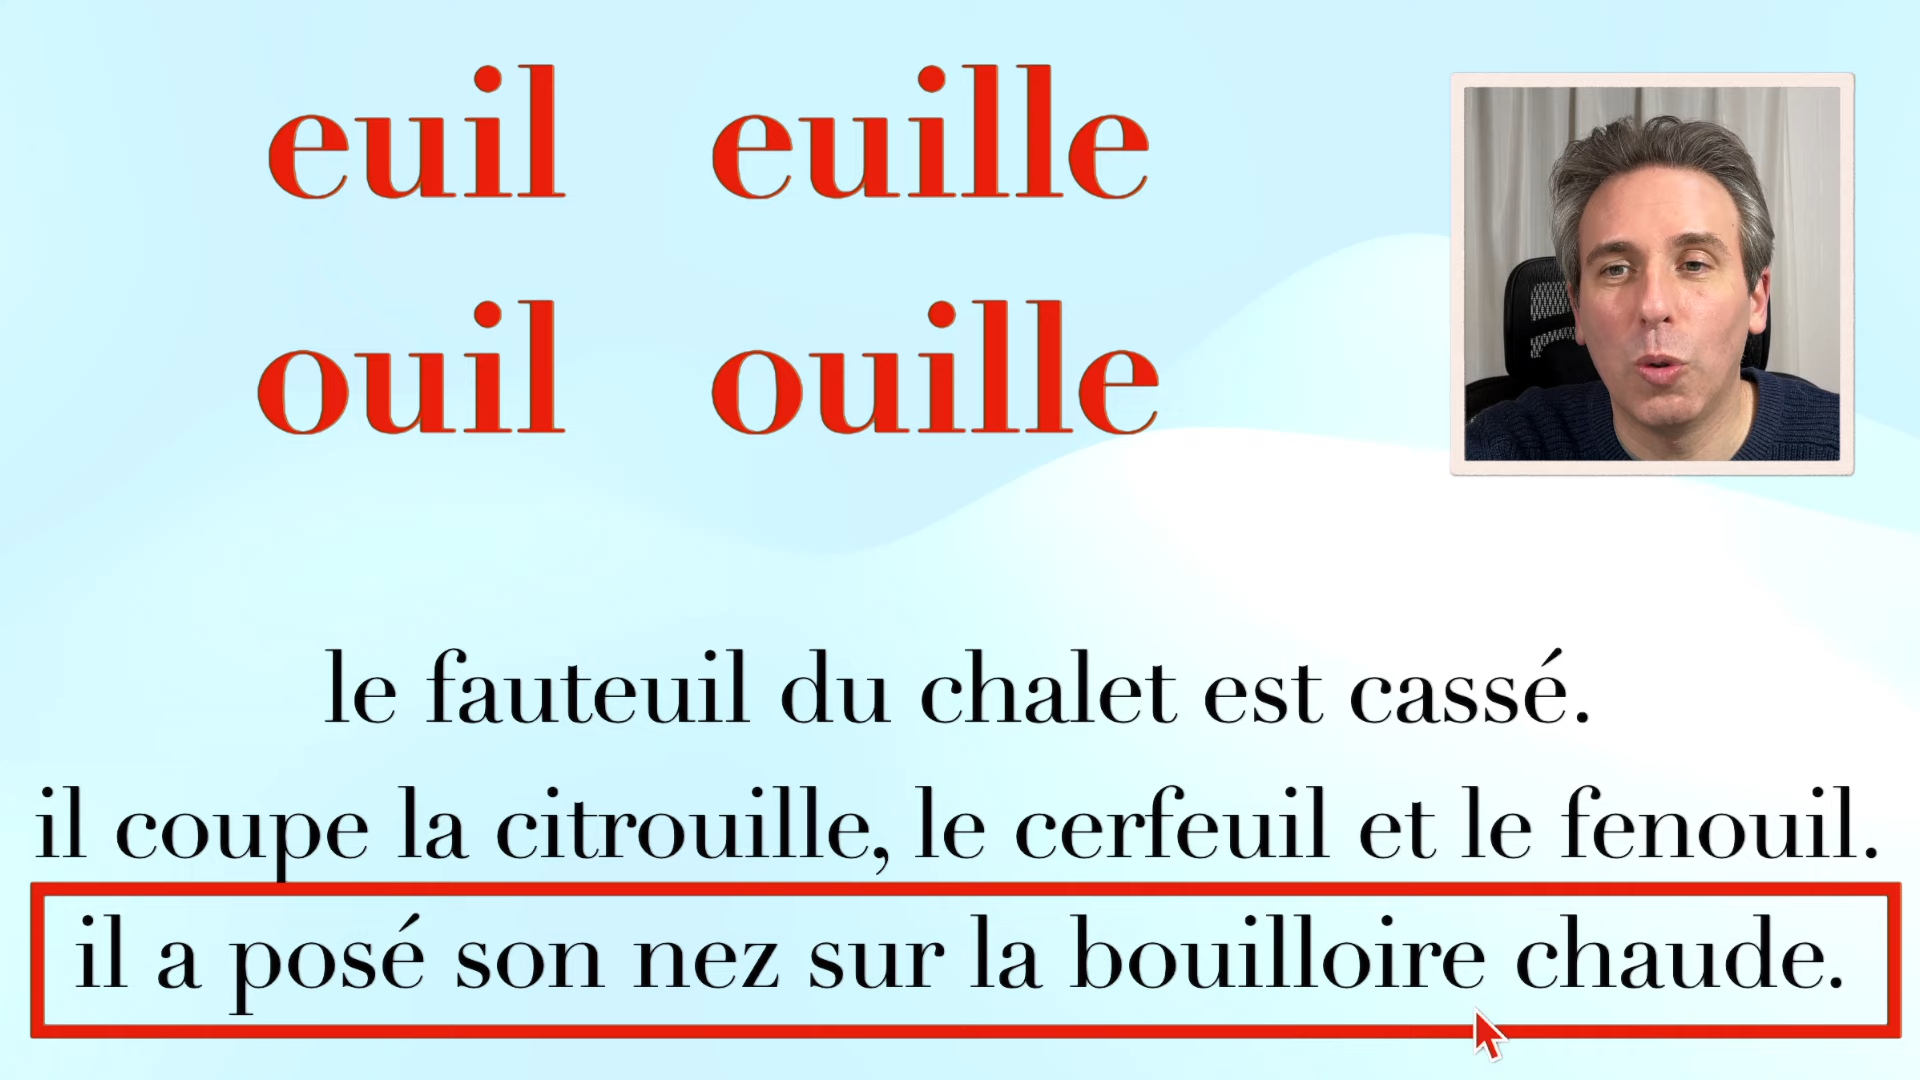 euil euille
ouil ouille
le fauteuil du chalet est cassé.
il coupe la citrouille, le cerfeuil et le fenouil.
il a posé son nez sur la bouilloire chaude.